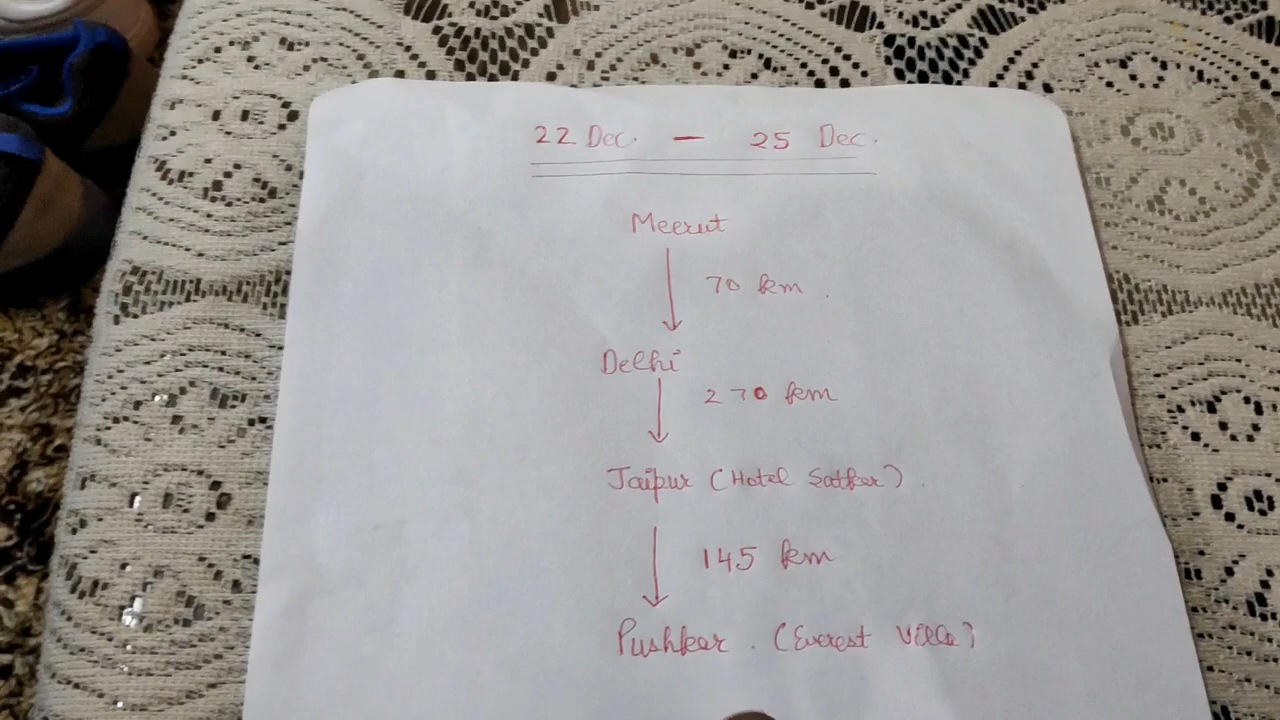 22 Dec. — 25 Dec.
Meerut
70 km.
Delhi
270 km
Jaipur (Hotel Satkar)
145 km
Pushkar. (Everest Villa)